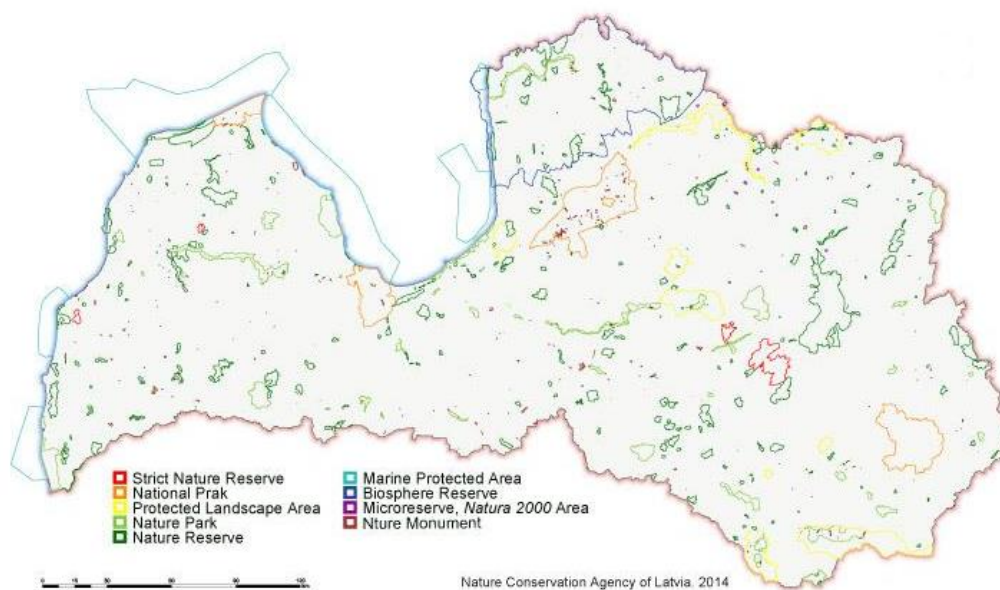 Strict Nature Reserve
National Prak
Protected Landscape Area
Nature Park
Nature Reserve
Marine Protected Area
Biosphere Reserve
Microreserve, Natura 2000 Area
Nture Monument
Nature Conservation Agency of Latvia. 2014